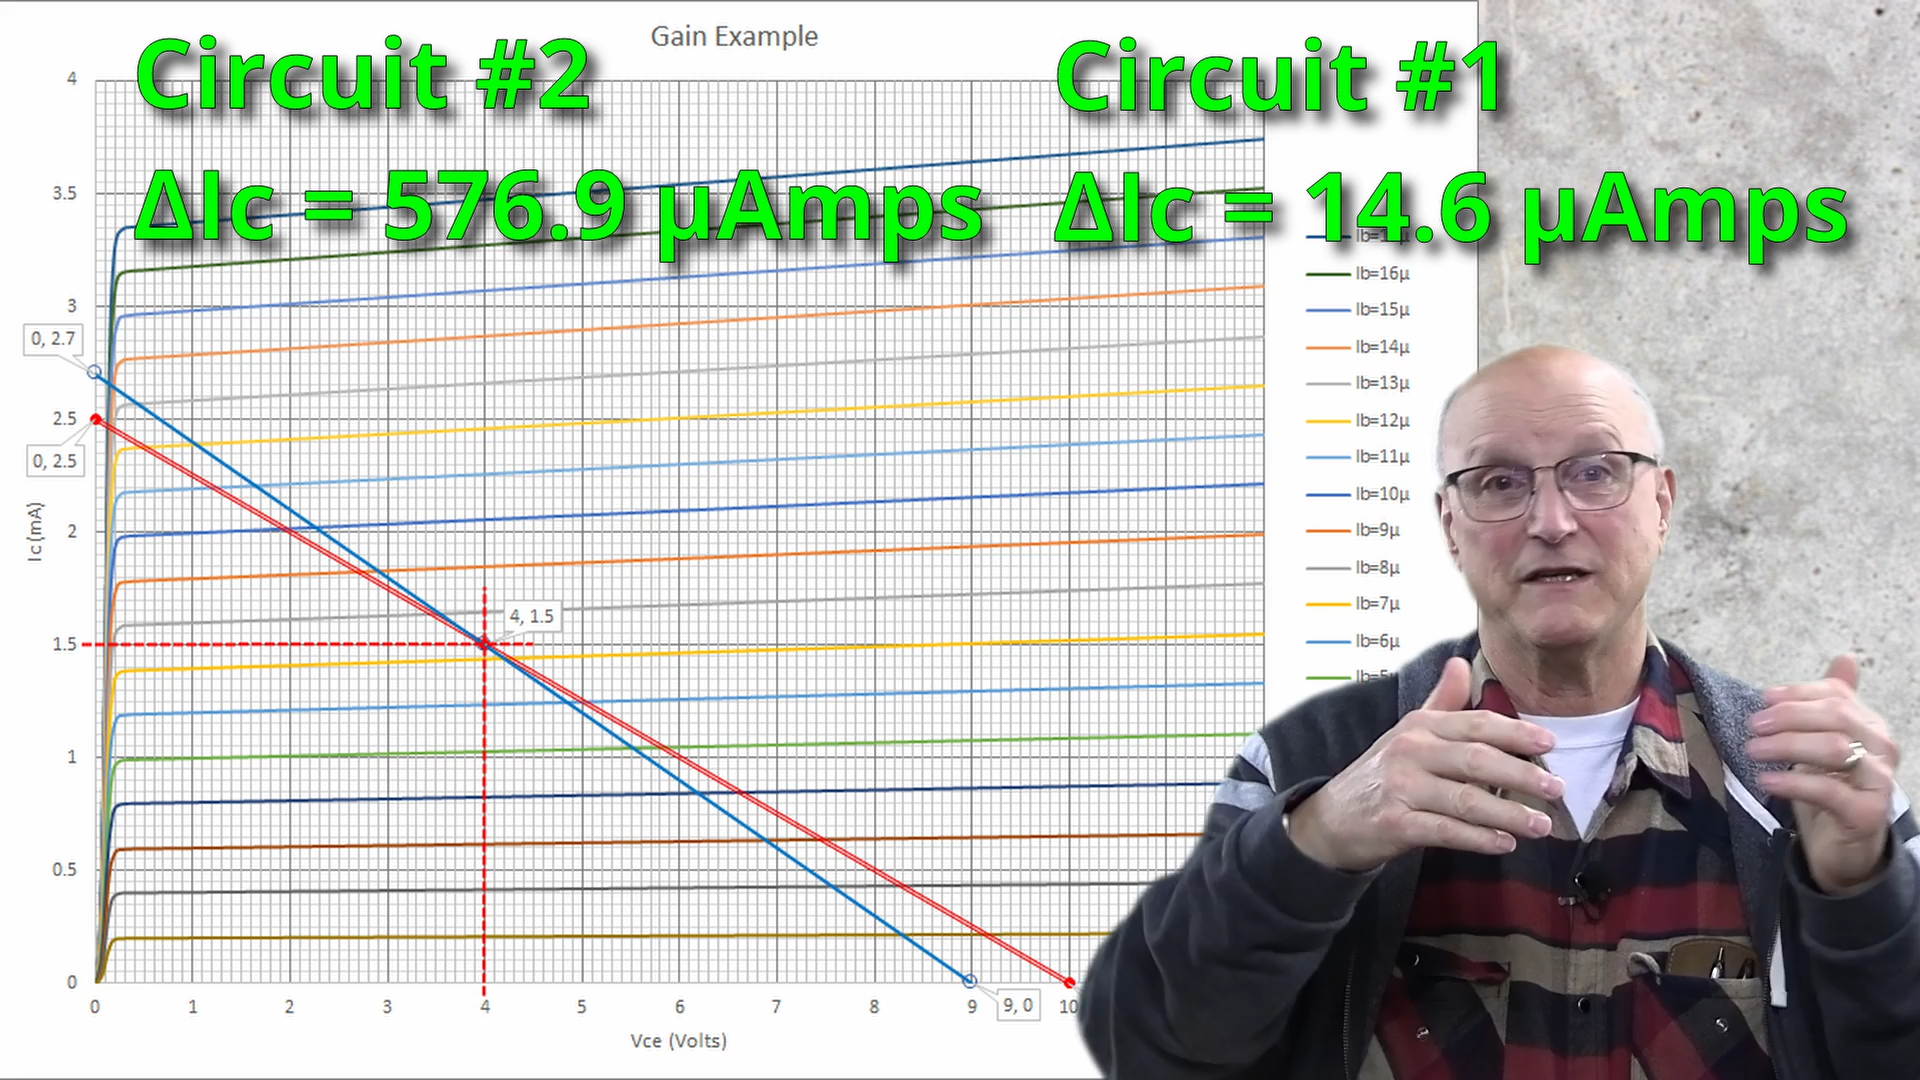 Gain Example
Circuit #2
ΔIc = 576.9 µAmps
Circuit #1
ΔIc = 14.6 µAmps
4
3.5
3
2.5
2
1.5
1
0.5
0
0, 2.7
0, 2.5
4, 1.5
9, 0
Ic (mA)
0 1 2 3 4 5 6 7 8 9 10
Vce (Volts)
Ib=16µ
Ib=15µ
Ib=14µ
Ib=13µ
Ib=12µ
Ib=11µ
Ib=10µ
Ib=9µ
Ib=8µ
Ib=7µ
Ib=6µ